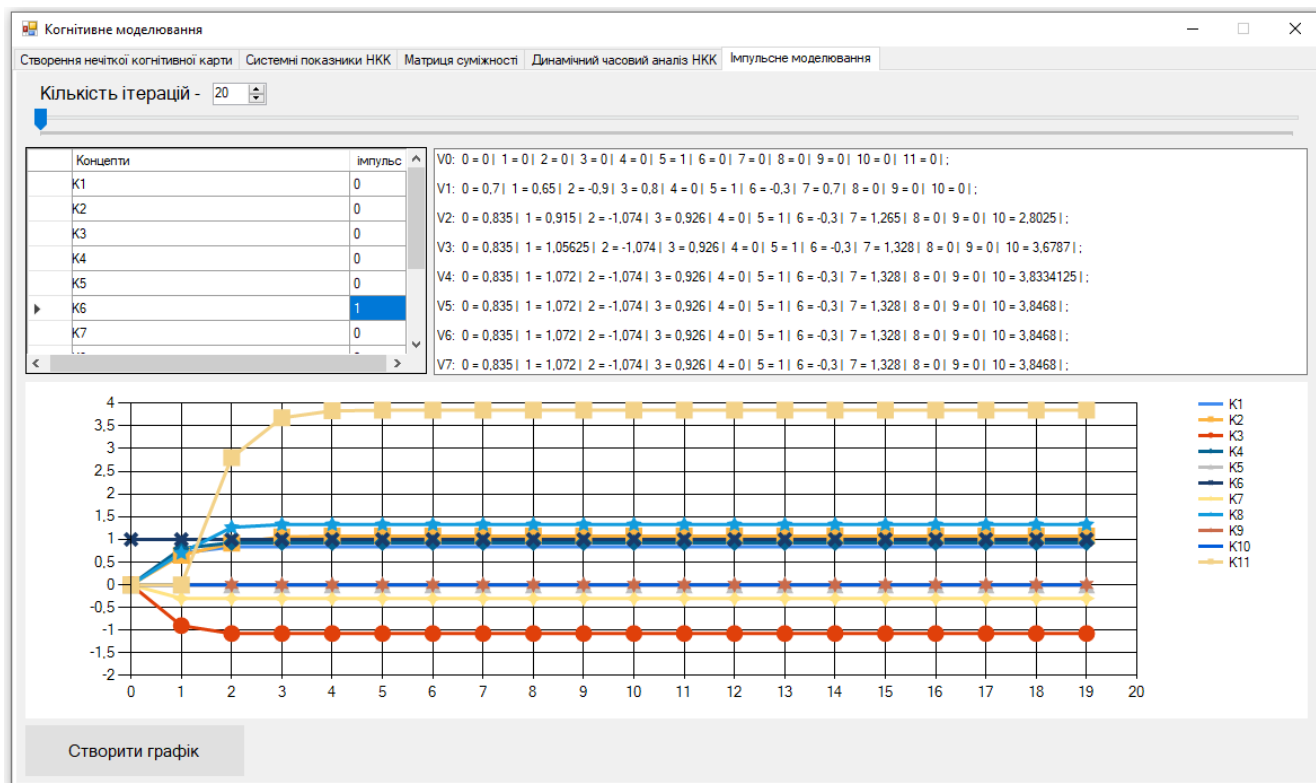 Когнітивне моделювання
Створення нечіткої когнітивної карти Системні показники НКК Матриця суміжності Динамічний часовий аналіз НКК Імпульсне моделювання
Кількість ітерацій - 20
Концепти імпульс
K1 0
K2 0
K3 0
K4 0
K5 0
K6 1
K7 0
V0: 0 = 0| 1 = 0| 2 = 0| 3 = 0| 4 = 0| 5 = 1| 6 = 0| 7 = 0| 8 = 0| 9 = 0| 10 = 0| 11 = 0| ;
V1: 0 = 0,7| 1 = 0,65| 2 = -0,9| 3 = 0,8| 4 = 0| 5 = 1| 6 = -0,3| 7 = 0,7| 8 = 0| 9 = 0| 10 = 0| ;
V2: 0 = 0,835| 1 = 0,915| 2 = -1,074| 3 = 0,926| 4 = 0| 5 = 1| 6 = -0,3| 7 = 1,265| 8 = 0| 9 = 0| 10 = 2,8025| ;
V3: 0 = 0,835| 1 = 1,05625| 2 = -1,074| 3 = 0,926| 4 = 0| 5 = 1| 6 = -0,3| 7 = 1,328| 8 = 0| 9 = 0| 10 = 3,6787| ;
V4: 0 = 0,835| 1 = 1,072| 2 = -1,074| 3 = 0,926| 4 = 0| 5 = 1| 6 = -0,3| 7 = 1,328| 8 = 0| 9 = 0| 10 = 3,8334125| ;
V5: 0 = 0,835| 1 = 1,072| 2 = -1,074| 3 = 0,926| 4 = 0| 5 = 1| 6 = -0,3| 7 = 1,328| 8 = 0| 9 = 0| 10 = 3,8468| ;
V6: 0 = 0,835| 1 = 1,072| 2 = -1,074| 3 = 0,926| 4 = 0| 5 = 1| 6 = -0,3| 7 = 1,328| 8 = 0| 9 = 0| 10 = 3,8468| ;
V7: 0 = 0,835| 1 = 1,072| 2 = -1,074| 3 = 0,926| 4 = 0| 5 = 1| 6 = -0,3| 7 = 1,328| 8 = 0| 9 = 0| 10 = 3,8468| ;
4
3,5
3
2,5
2
1,5
1
0,5
0
-0,5
-1
-1,5
-2
0 1 2 3 4 5 6 7 8 9 10 11 12 13 14 15 16 17 18 19 20
K1
K2
K3
K4
K5
K6
K7
K8
K9
K10
K11
Створити графік